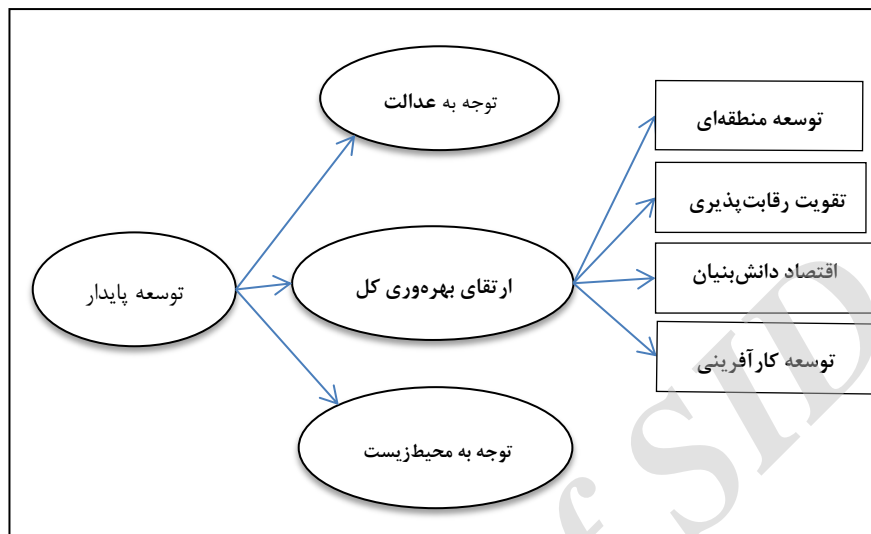 توجه به عدالت
توسعه منطقه‌ای
تقویت رقابت‌پذیری
ارتقای بهره‌وری کل
اقتصاد دانش‌بنیان
توسعه پایدار
توسعه کارآفرینی
توجه به محیط‌زیست
f SID